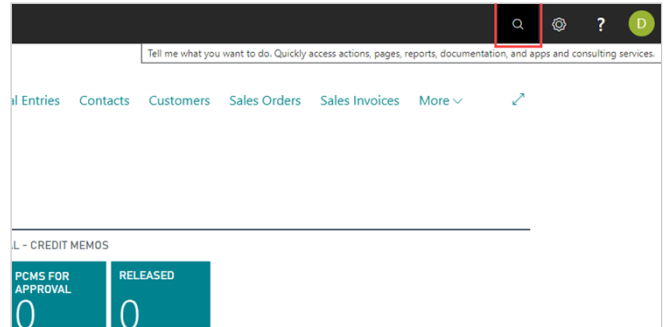 ? D
Tell me what you want to do. Quickly access actions, pages, reports, documentation, and apps and consulting services.
al Entries Contacts Customers Sales Orders Sales Invoices More
L - CREDIT MEMOS
PCMS FOR APPROVAL
0
RELEASED
0